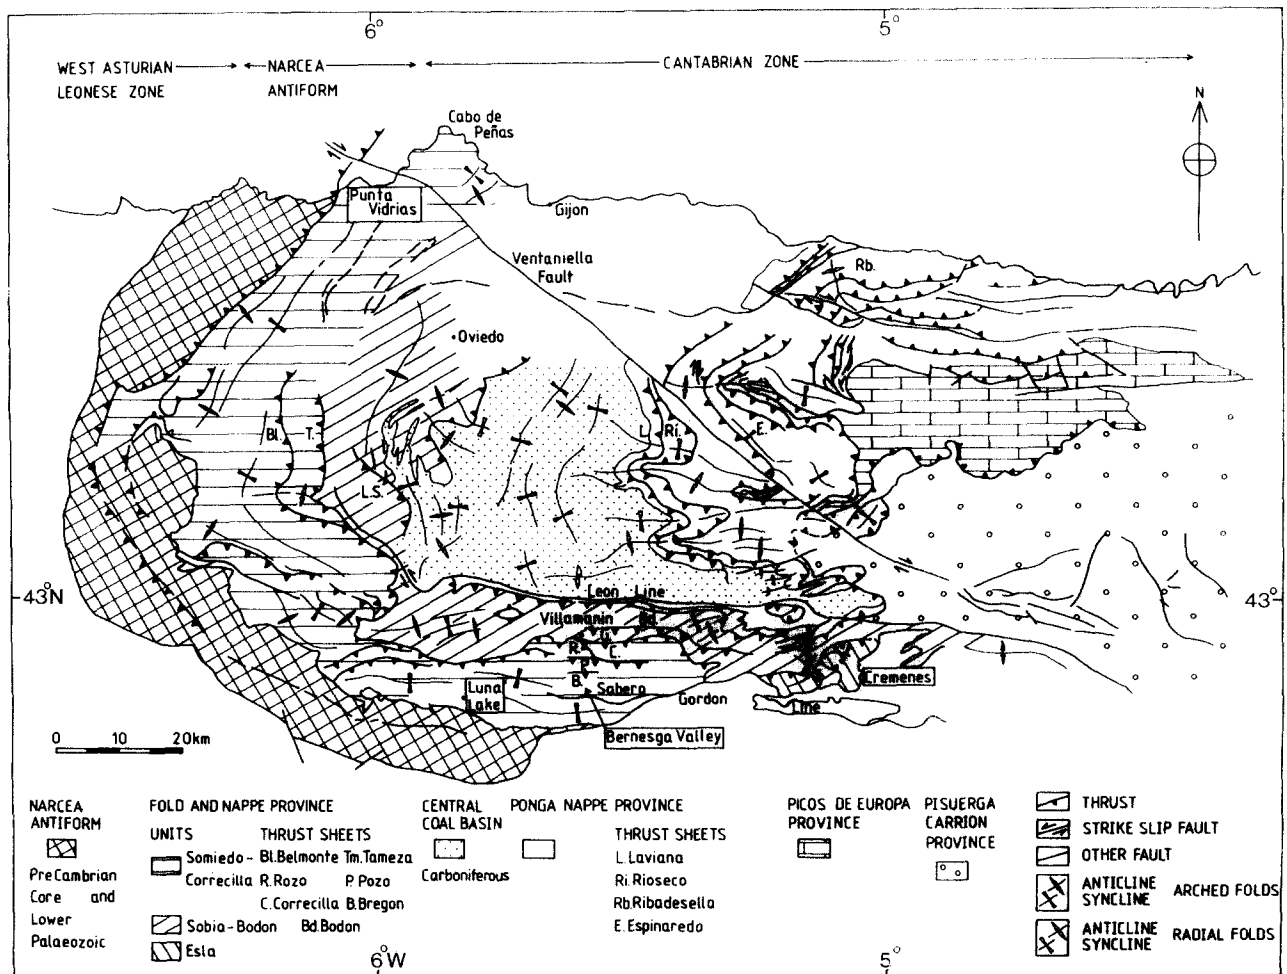 6°
5°
WEST ASTURIAN
LEONESE ZONE
NARCEA
ANTIFORM
CANTABRIAN ZONE
N
Cabo de
Peñas
Punta
Vidrias
Gijon
Ventaniella
Fault
Rb.
Oviedo
Bl.
T.
L.
Ri.
E.
L.S.
43°N
43°
Leon Line
Villamanin
Bd.
R.
C.
P.
B.
Sabero
Gordon
Line
Luna
Lake
Cremenes
Bernesga Valley
0 10 20km
NARCEA
ANTIFORM
PreCambrian
Core and
Lower
Palaeozoic
FOLD AND NAPPE PROVINCE
UNITS THRUST SHEETS
Somiedo- Bl.Belmonte Tm.Tameza
Correcilla R.Rozo P.Pozo
C.Correcilla B.Bregon
Sobia-Bodon Bd.Bodon
Esla
CENTRAL
COAL BASIN
Carboniferous
PONGA NAPPE PROVINCE
THRUST SHEETS
L.Laviana
Ri.Rioseco
Rb.Ribadesella
E.Espinaredo
PICOS DE EUROPA
PROVINCE
PISUERGA
CARRION
PROVINCE
THRUST
STRIKE SLIP FAULT
OTHER FAULT
ANTICLINE
SYNCLINE
ARCHED FOLDS
ANTICLINE
SYNCLINE
RADIAL FOLDS
6°W
5°